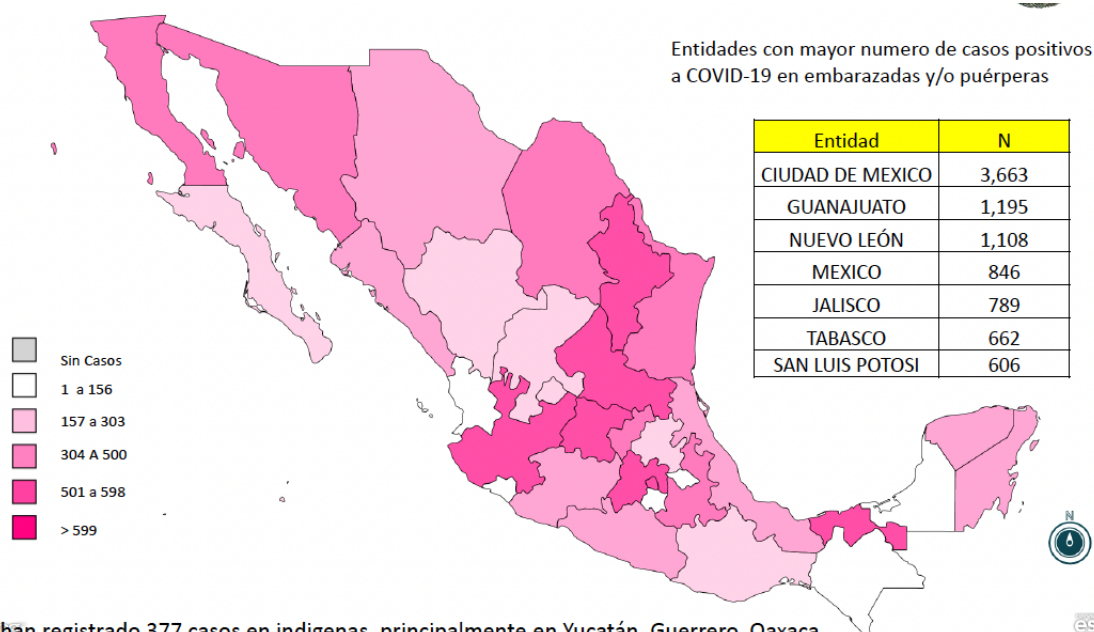 Entidades con mayor numero de casos positivos
a COVID-19 en embarazadas y/o puérperas
Entidad N
CIUDAD DE MEXICO 3,663
GUANAJUATO 1,195
NUEVO LEÓN 1,108
MEXICO 846
JALISCO 789
TABASCO 662
SAN LUIS POTOSI 606
Sin Casos
1 a 156
157 a 303
304 A 500
501 a 598
> 599
N
han registrado 377 casos en indigenas, principalmente en Yucatán, Guerrero, Oaxaca
es